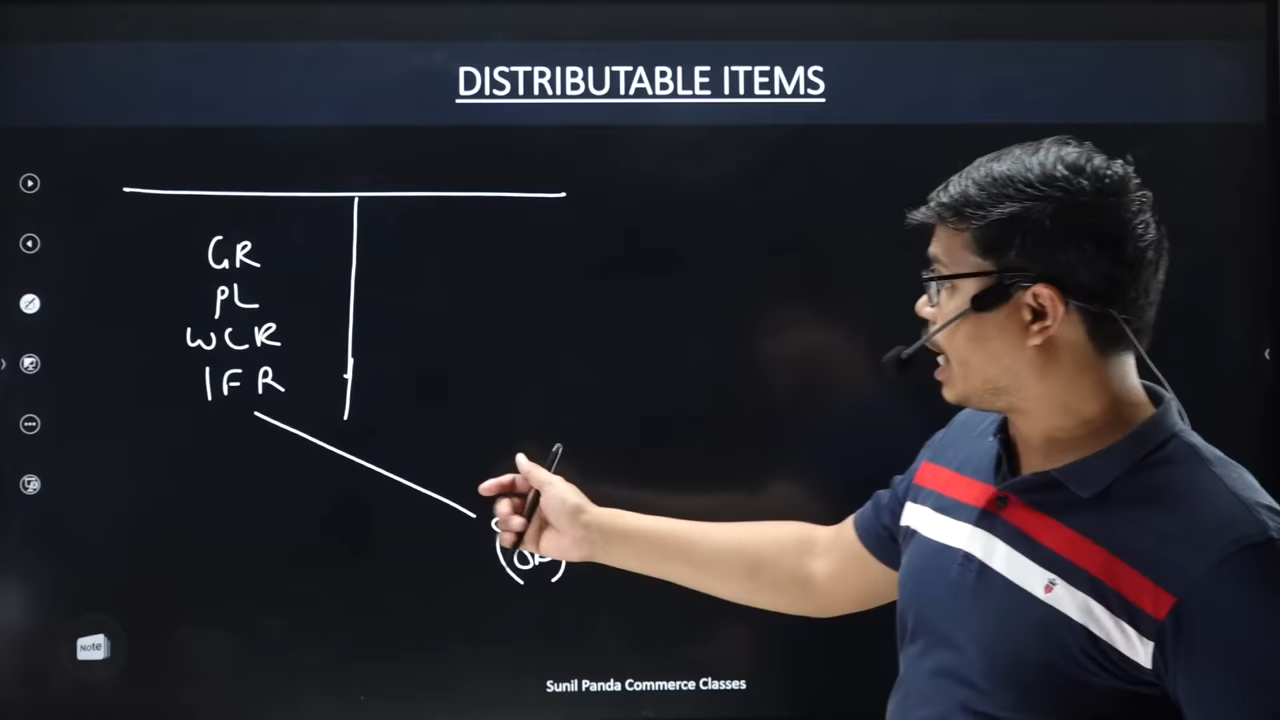 DISTRIBUTABLE ITEMS
GR
PL
WCR
IFR
Note
Sunil Panda Commerce Classes